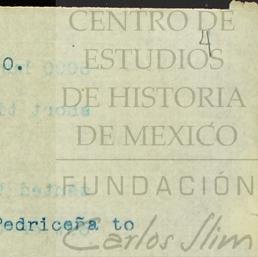 CENTRO DE
4
ESTUDIOS
o.
DE HISTORIA
DE MEXICO
FUNDACIÓN
Pedriceña to
Carlos Slim